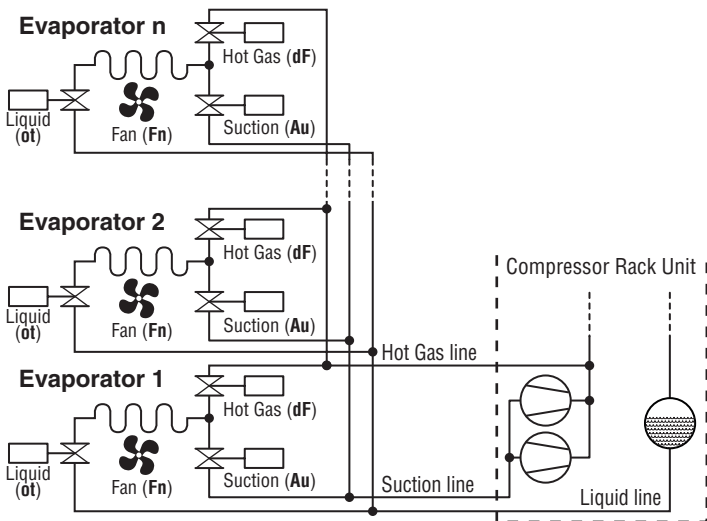 Evaporator n
Hot Gas (dF)
Liquid
(ot)
Fan (Fn)
Suction (Au)
Evaporator 2
Hot Gas (dF)
Liquid
(ot)
Fan (Fn)
Suction (Au)
Compressor Rack Unit
Hot Gas line
Evaporator 1
Hot Gas (dF)
Liquid
(ot)
Fan (Fn)
Suction (Au)
Suction line
Liquid line